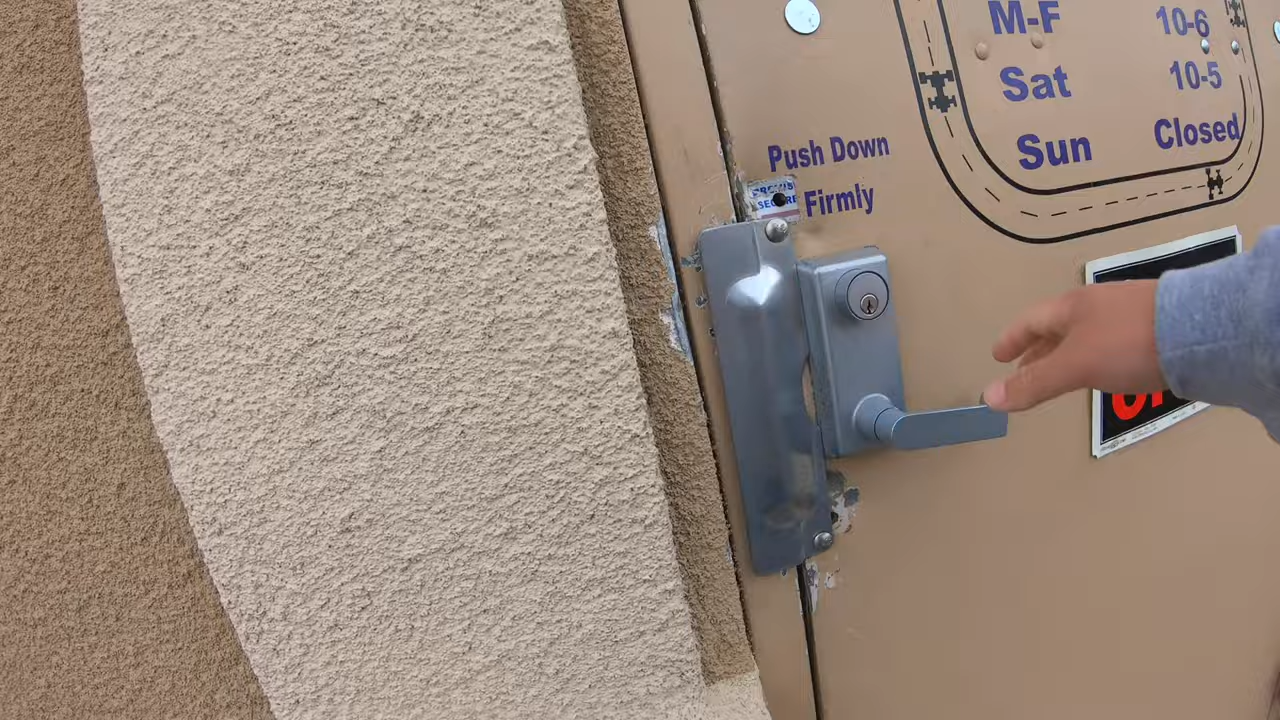 M-F 10-6
Sat 10-5
Sun Closed
Push Down
Firmly